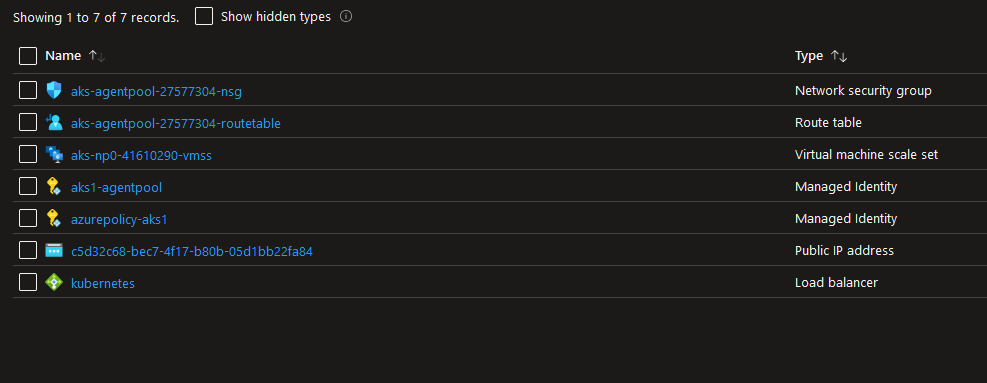 Showing 1 to 7 of 7 records. Show hidden types
Name Type
aks-agentpool-27577304-nsg Network security group
aks-agentpool-27577304-routetable Route table
aks-np0-41610290-vmss Virtual machine scale set
aks1-agentpool Managed Identity
azurepolicy-aks1 Managed Identity
c5d32c68-bec7-4f17-b80b-05d1bb22fa84 Public IP address
kubernetes Load balancer